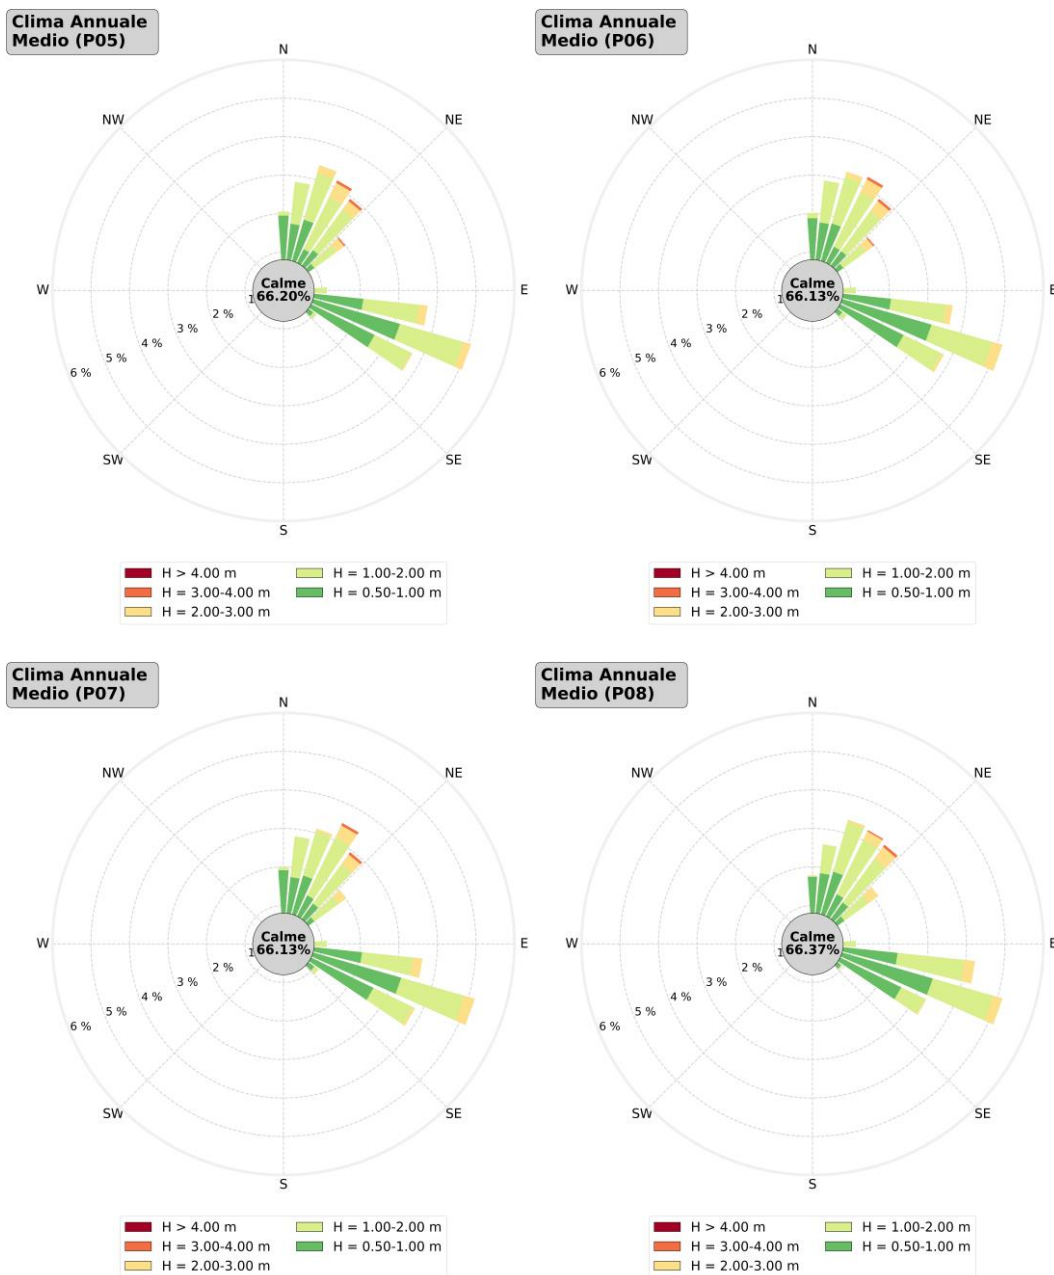 Clima Annuale
Medio (P05)
N
NW
NE
W
E
SW
SE
S
Calme
66.20%
1
2 %
3 %
4 %
5 %
6 %
H > 4.00 m
H = 3.00-4.00 m
H = 2.00-3.00 m
H = 1.00-2.00 m
H = 0.50-1.00 m
Clima Annuale
Medio (P06)
N
NW
NE
W
E
SW
SE
S
Calme
66.13%
1
2 %
3 %
4 %
5 %
6 %
H > 4.00 m
H = 3.00-4.00 m
H = 2.00-3.00 m
H = 1.00-2.00 m
H = 0.50-1.00 m
Clima Annuale
Medio (P07)
N
NW
NE
W
E
SW
SE
S
Calme
66.13%
1
2 %
3 %
4 %
5 %
6 %
H > 4.00 m
H = 3.00-4.00 m
H = 2.00-3.00 m
H = 1.00-2.00 m
H = 0.50-1.00 m
Clima Annuale
Medio (P08)
N
NW
NE
W
E
SW
SE
S
Calme
66.37%
1
2 %
3 %
4 %
5 %
6 %
H > 4.00 m
H = 3.00-4.00 m
H = 2.00-3.00 m
H = 1.00-2.00 m
H = 0.50-1.00 m